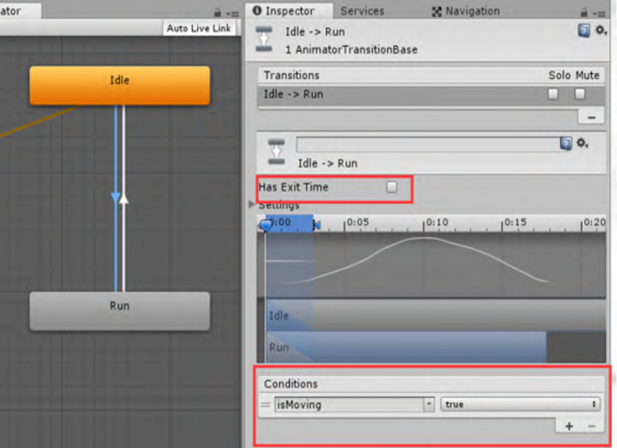 ator
Auto Live Link
Idle
Run
Inspector
Services
Navigation
Idle -> Run
1 AnimatorTransitionBase
Transitions
Solo Mute
Idle -> Run
Idle -> Run
Has Exit Time
Settings
0:00 0:05 0:10 0:15 0:20
Idle
Run
Conditions
isMoving
true